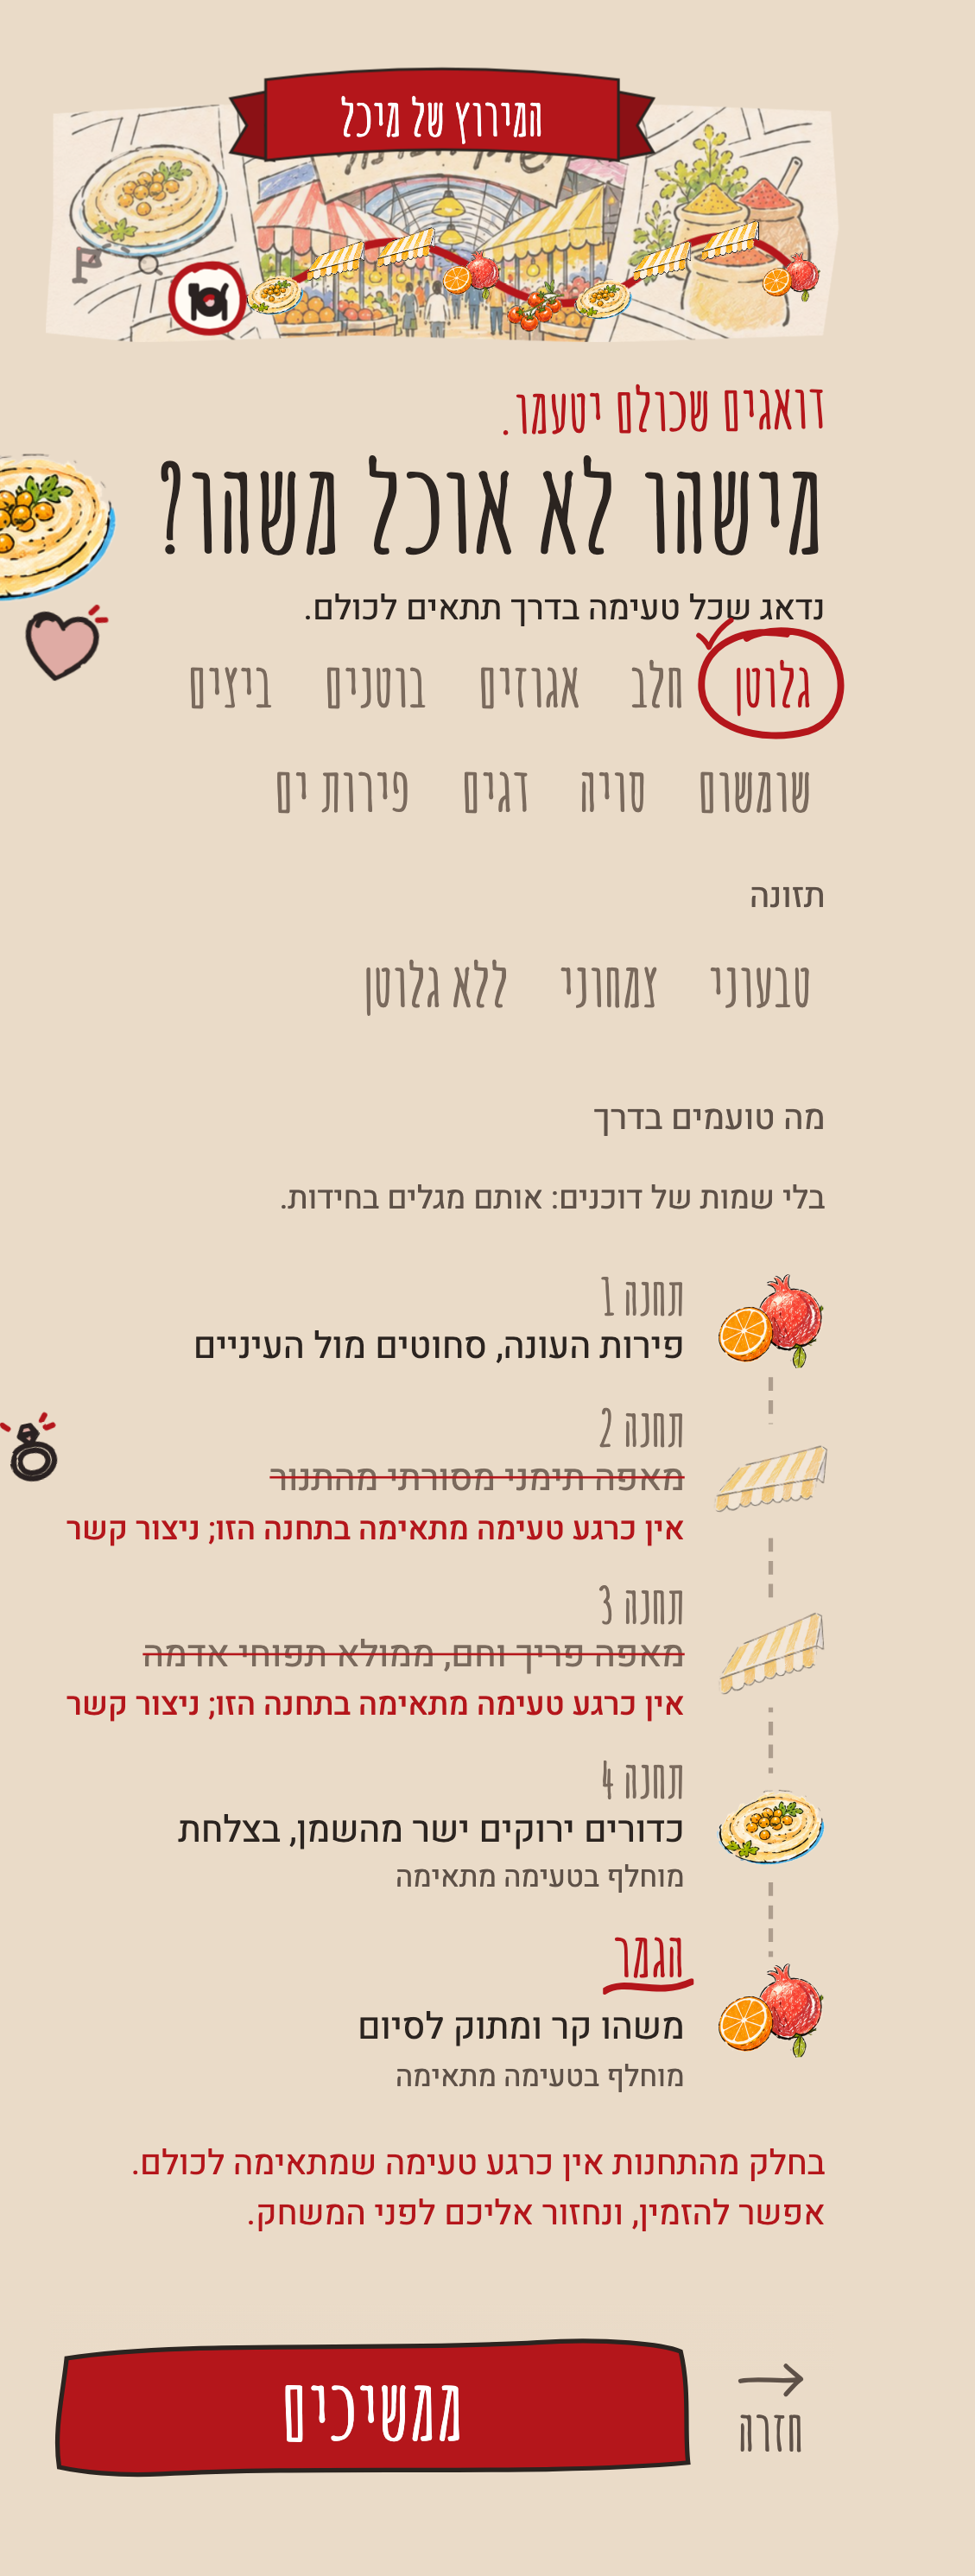 המירוץ של מיכל
דואגים שכולם יטעמו.
מישהו לא אוכל משהו?
נדאג שכל טעימה בדרך תתאים לכולם.
גלוטן חלב אגוזים בוטנים ביצים
שומשום סויה דגים פירות ים
תזונה
טבעוני צמחוני ללא גלוטן
מה טועמים בדרך
בלי שמות של דוכנים: אותם מגלים בחידות.
תחנה 1
פירות העונה, סחוטים מול העיניים
תחנה 2
מאפה תימני מסורתי מהתנור
אין כרגע טעימה מתאימה בתחנה הזו; ניצור קשר
תחנה 3
מאפה פריך וחם, ממולא תפוחי אדמה
אין כרגע טעימה מתאימה בתחנה הזו; ניצור קשר
תחנה 4
כדורים ירוקים ישר מהשמן, בצלחת
מוחלף בטעימה מתאימה
הגמר
משהו קר ומתוק לסיום
מוחלף בטעימה מתאימה
בחלק מהתחנות אין כרגע טעימה שמתאימה לכולם.
אפשר להזמין, ונחזור אליכם לפני המשחק.
חזרה
ממשיכים